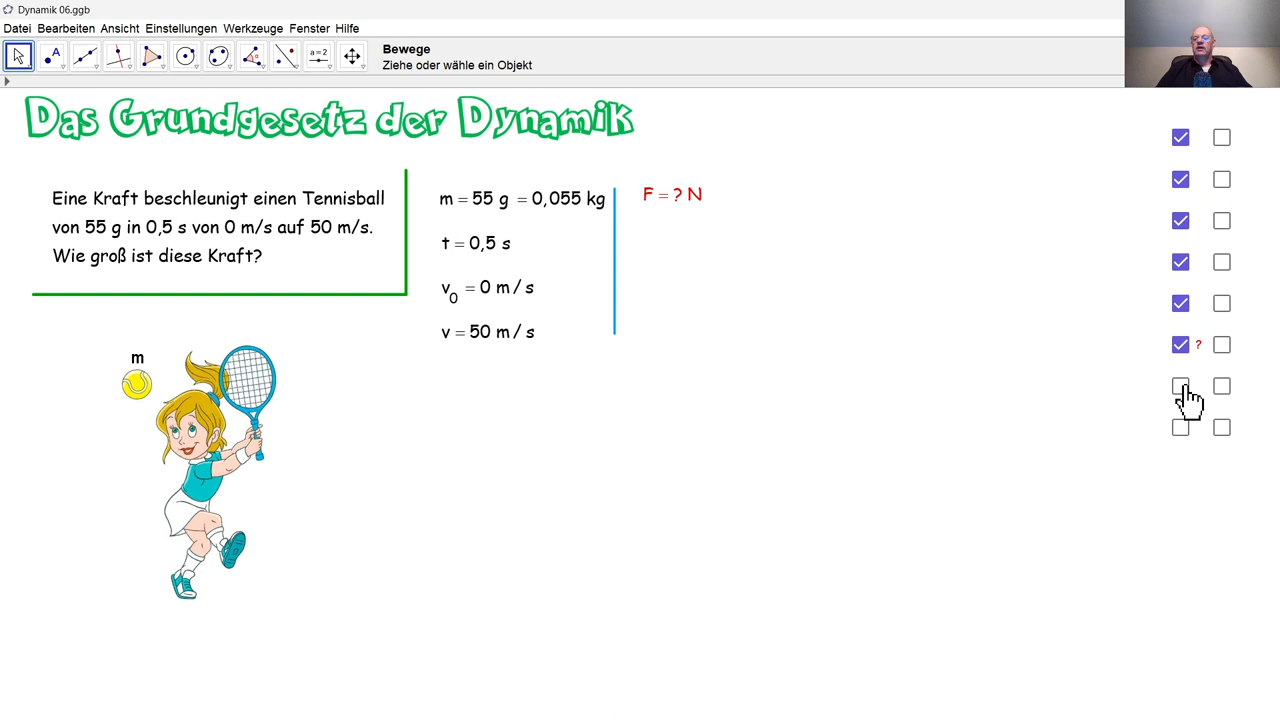 Dynamik 06.ggb
Datei Bearbeiten Ansicht Einstellungen Werkzeuge Fenster Hilfe
A
a = 2
Bewege
Ziehe oder wähle ein Objekt
Das Grundgesetz der Dynamik
Eine Kraft beschleunigt einen Tennisball
von 55 g in 0,5 s von 0 m/s auf 50 m/s.
Wie groß ist diese Kraft?
m = 55 g = 0,055 kg
t = 0,5 s
v₀ = 0 m / s
v = 50 m / s
F = ? N
m
?